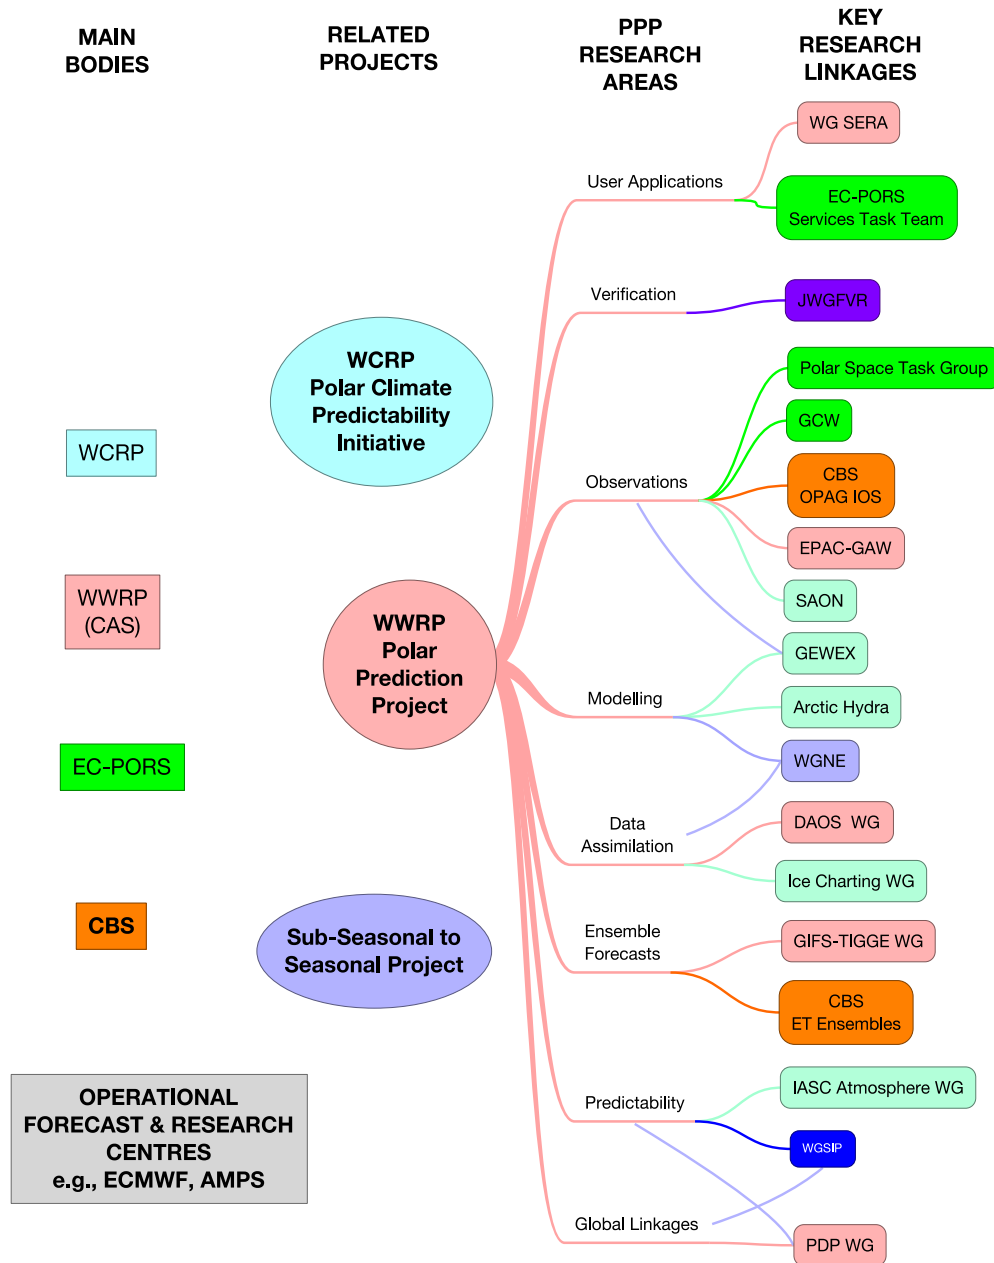 MAIN
BODIES
RELATED
PROJECTS
PPP
RESEARCH
AREAS
KEY
RESEARCH
LINKAGES
WCRP
WWRP
(CAS)
EC-PORS
CBS
OPERATIONAL
FORECAST & RESEARCH
CENTRES
e.g., ECMWF, AMPS
WCRP
Polar Climate
Predictability
Initiative
WWRP
Polar
Prediction
Project
Sub-Seasonal to
Seasonal Project
User Applications
Verification
Observations
Modelling
Data
Assimilation
Ensemble
Forecasts
Predictability
Global Linkages
WG SERA
EC-PORS
Services Task Team
JWGFVR
Polar Space Task Group
GCW
CBS
OPAG IOS
EPAC-GAW
SAON
GEWEX
Arctic Hydra
WGNE
DAOS WG
Ice Charting WG
GIFS-TIGGE WG
CBS
ET Ensembles
IASC Atmosphere WG
WGSIP
PDP WG